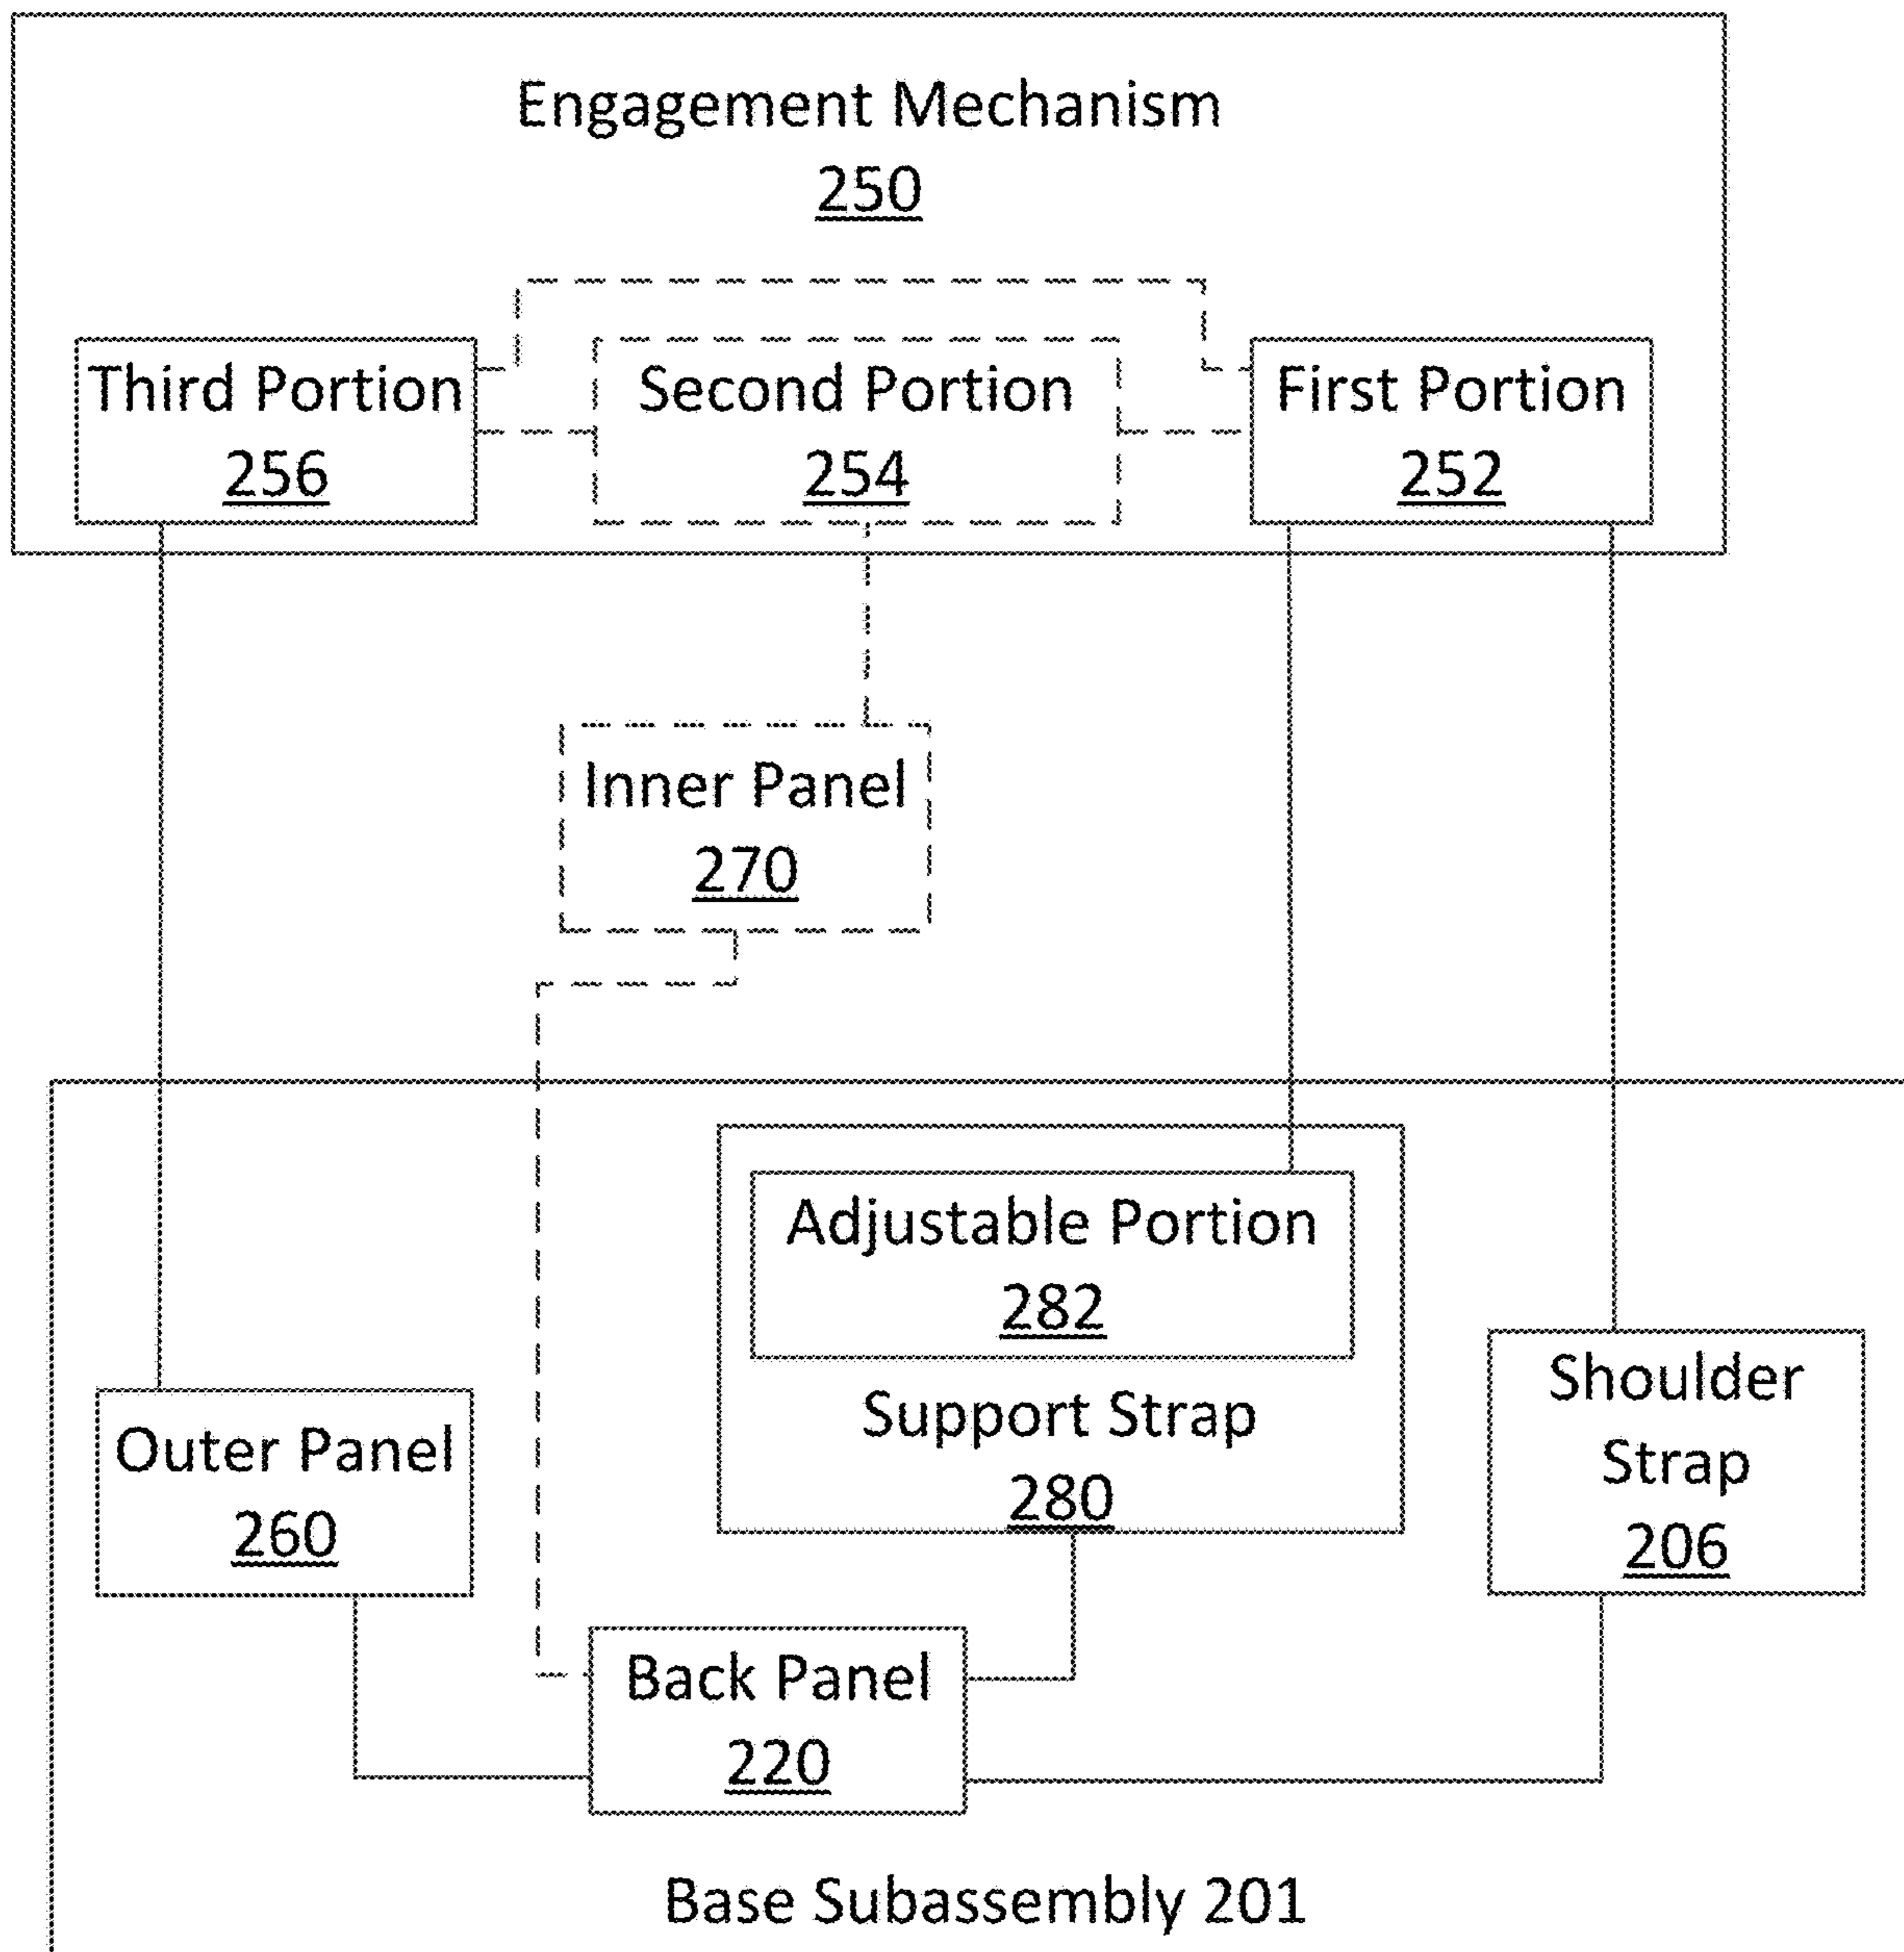 Engagement Mechanism
250
Third Portion
256
Second Portion
254
First Portion
252
Inner Panel
270
Adjustable Portion
282
Support Strap
280
Shoulder
Strap
206
Outer Panel
260
Back Panel
220
Base Subassembly 201